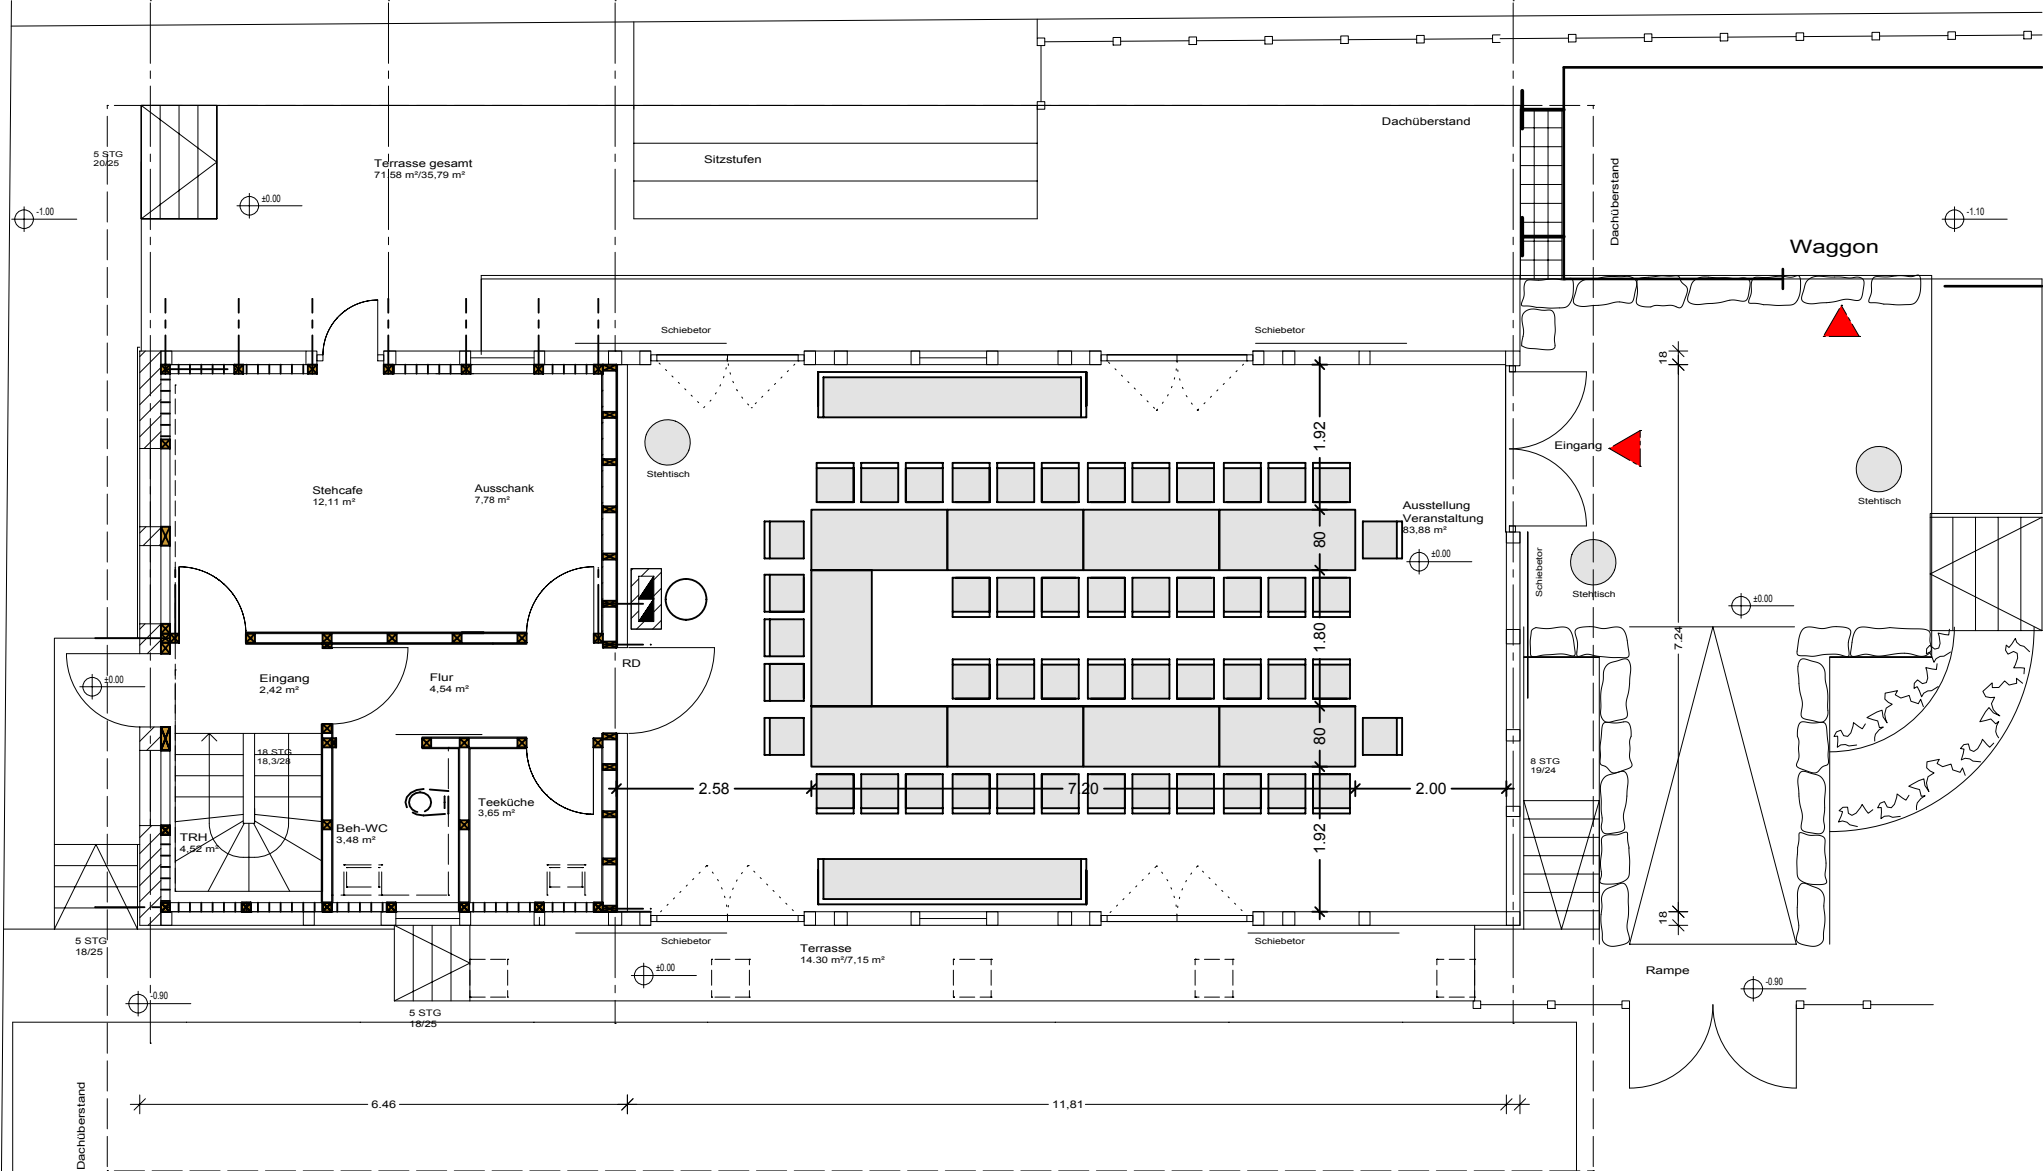 Dachüberstand
5 STG
20/25
Terrasse gesamt
71.58 m²/35,79 m²
Sitzstufen
Dachüberstand
±0.00
-1.00
-1.10
Waggon
Schiebetor
Schiebetor
18
1.92
Eingang
Stehtisch
Stehtisch
Stehcafe
12,11 m²
Ausschank
7,78 m²
Ausstellung
Veranstaltung
83,88 m²
80
±0.00
Schiebetor
Stehtisch
±0.00
1.80
7.24
RD
Eingang
2,42 m²
Flur
4,54 m²
±0.00
80
18 STG
18,3/28
8 STG
19/24
2.58
7.20
2.00
Teeküche
3,65 m²
Beh-WC
3,48 m²
TRH
4,52 m²
1.92
18
5 STG
18/25
Schiebetor
Schiebetor
Terrasse
14.30 m²/7,15 m²
±0.00
Rampe
-0.90
-0.90
5 STG
18/25
Dachüberstand
6.46
11,81